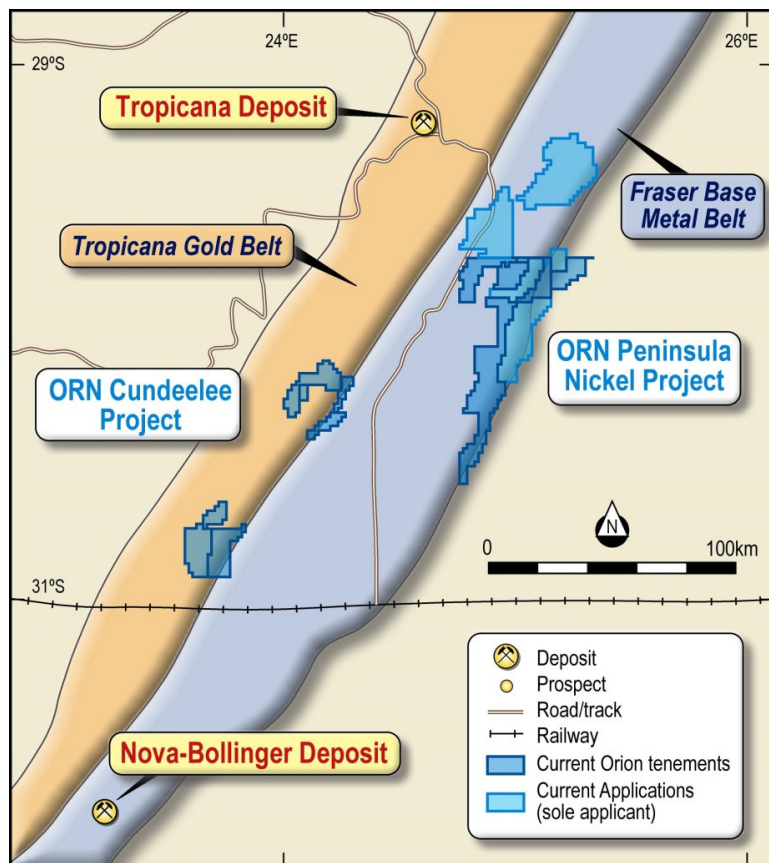 24ºE
26ºE
29ºS
Tropicana Deposit
Fraser Base
Metal Belt
Tropicana Gold Belt
ORN Cundeelee
Project
ORN Peninsula
Nickel Project
N
0
100km
31ºS
Deposit
Prospect
Road/track
Railway
Current Orion tenements
Current Applications
(sole applicant)
Nova-Bollinger Deposit